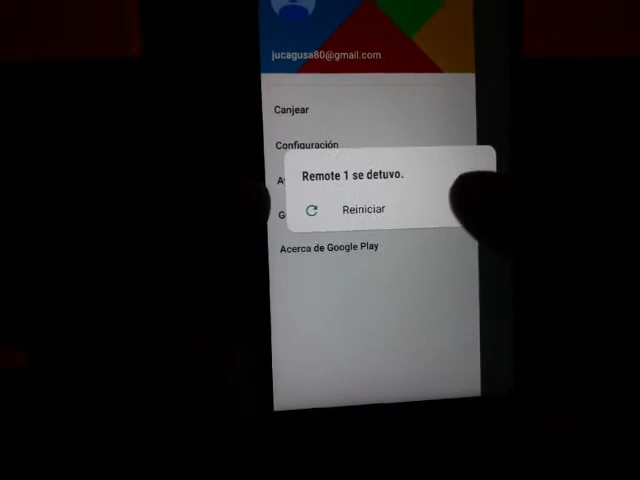 jucagusa80@gmail.com
Canjear
Configuración
Remote 1 se detuvo.
Reiniciar
Acerca de Google Play